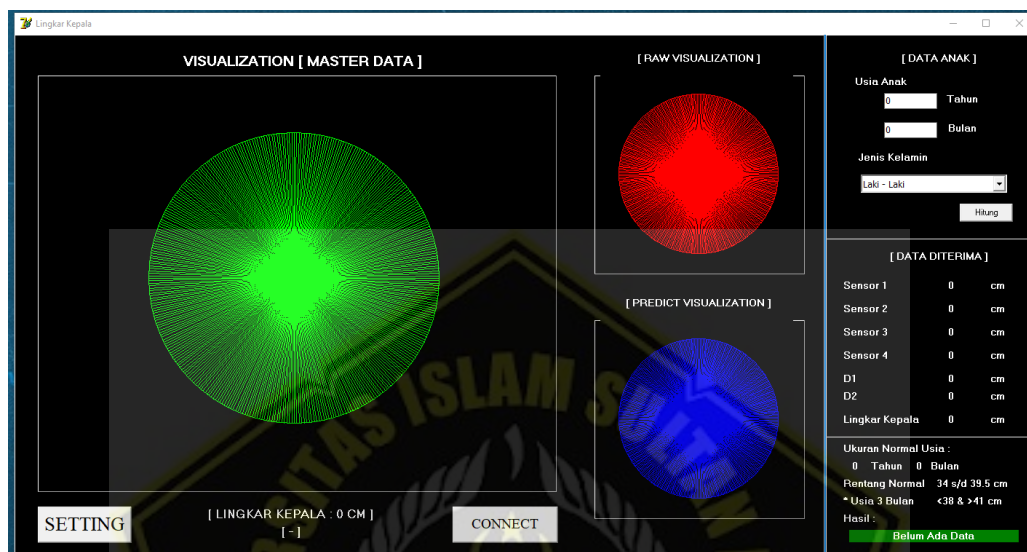 Lingkar Kepala
VISUALIZATION [ MASTER DATA ]
[ LINGKAR KEPALA : 0 CM ]
[ - ]
SETTING
CONNECT
[ RAW VISUALIZATION ]
[ PREDICT VISUALIZATION ]
[ DATA ANAK ]
Usia Anak
0 Tahun
0 Bulan
Jenis Kelamin
Laki - Laki
Hitung
[ DATA DITERIMA ]
Sensor 1 0 cm
Sensor 2 0 cm
Sensor 3 0 cm
Sensor 4 0 cm
D1 0 cm
D2 0 cm
Lingkar Kepala 0 cm
Ukuran Normal Usia :
0 Tahun 0 Bulan
Rentang Normal 34 s/d 39.5 cm
* Usia 3 Bulan <38 & >41 cm
Hasil :
Belum Ada Data
SITAS ISLAM SULTAN